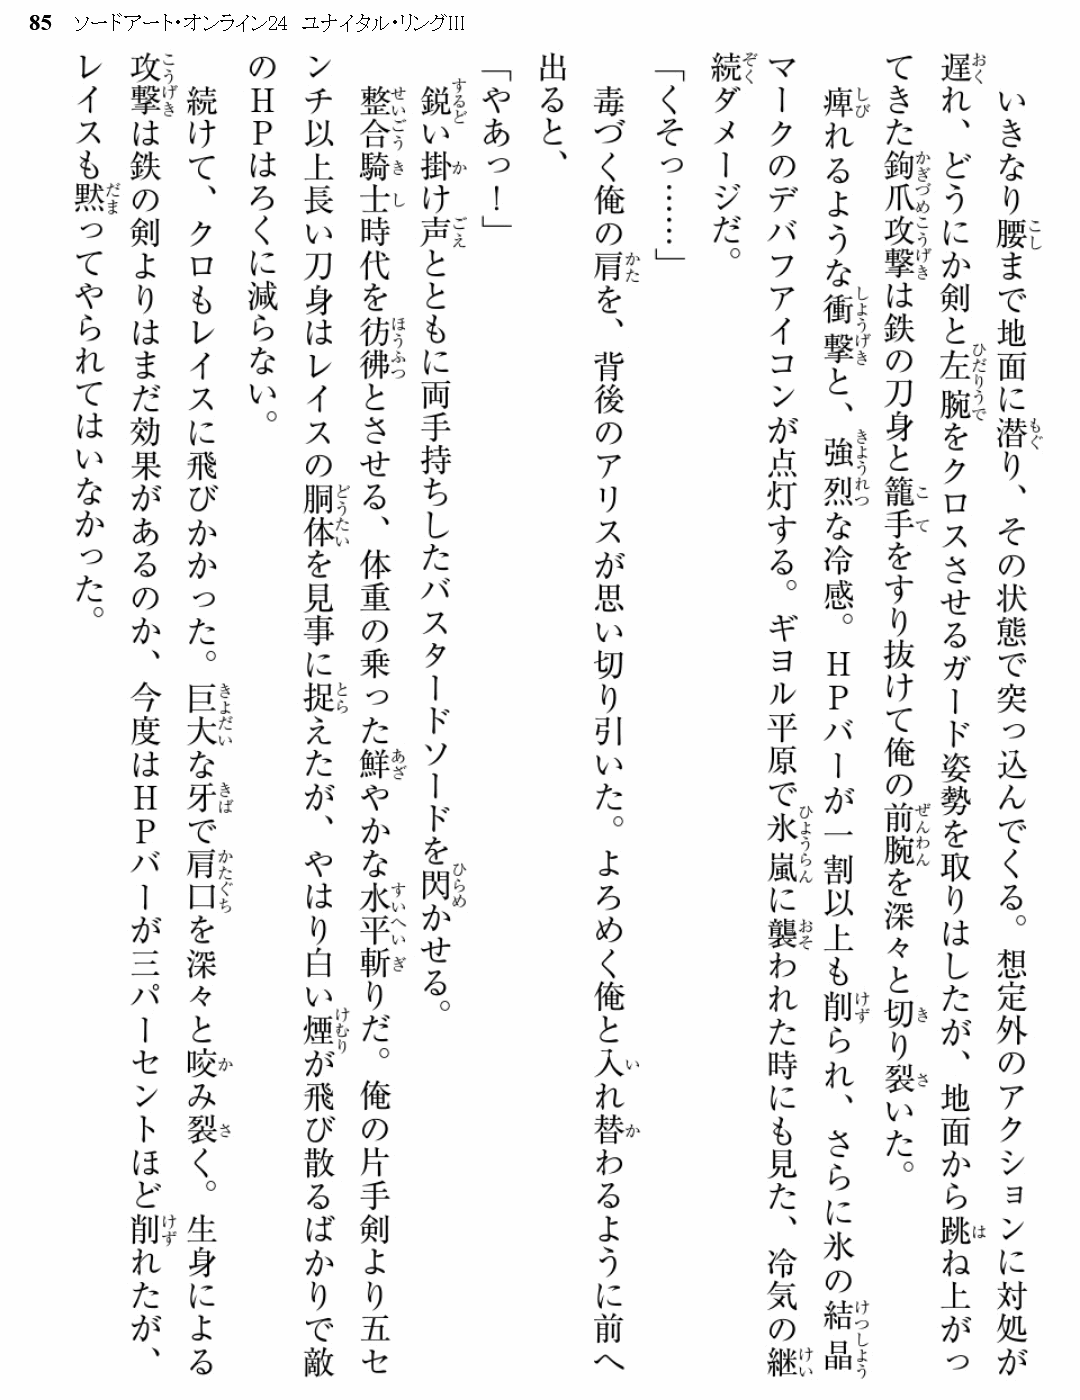 85 ソードアート・オンライン24 ユナイタル・リングIII
いきなり腰まで地面に潜り、その状態で突っ込んでくる。想定外のアクションに対処が
遅れ、どうにか剣と左腕をクロスさせるガード姿勢を取りはしたが、地面から跳ね上がっ
てきた鉤爪攻撃は鉄の刀身と籠手をすり抜けて俺の前腕を深々と切り裂いた。
痺れるような衝撃と、強烈な冷感。ＨＰバーが一割以上も削られ、さらに氷の結晶
マークのデバフアイコンが点灯する。ギヨル平原で氷嵐に襲われた時にも見た、冷気の継
続ダメージだ。
「くそっ……」
毒づく俺の肩を、背後のアリスが思い切り引いた。よろめく俺と入れ替わるように前へ
出ると、
「やあっ！」
鋭い掛け声とともに両手持ちしたバスタードソードを閃かせる。
整合騎士時代を彷彿とさせる、体重の乗った鮮やかな水平斬りだ。俺の片手剣より五セ
ンチ以上長い刀身はレイスの胴体を見事に捉えたが、やはり白い煙が飛び散るばかりで敵
のＨＰはろくに減らない。
続けて、クロもレイスに飛びかかった。巨大な牙で肩口を深々と咬み裂く。生身による
攻撃は鉄の剣よりはまだ効果があるのか、今度はＨＰバーが三パーセントほど削れたが、
レイスも黙ってやられてはいなかった。